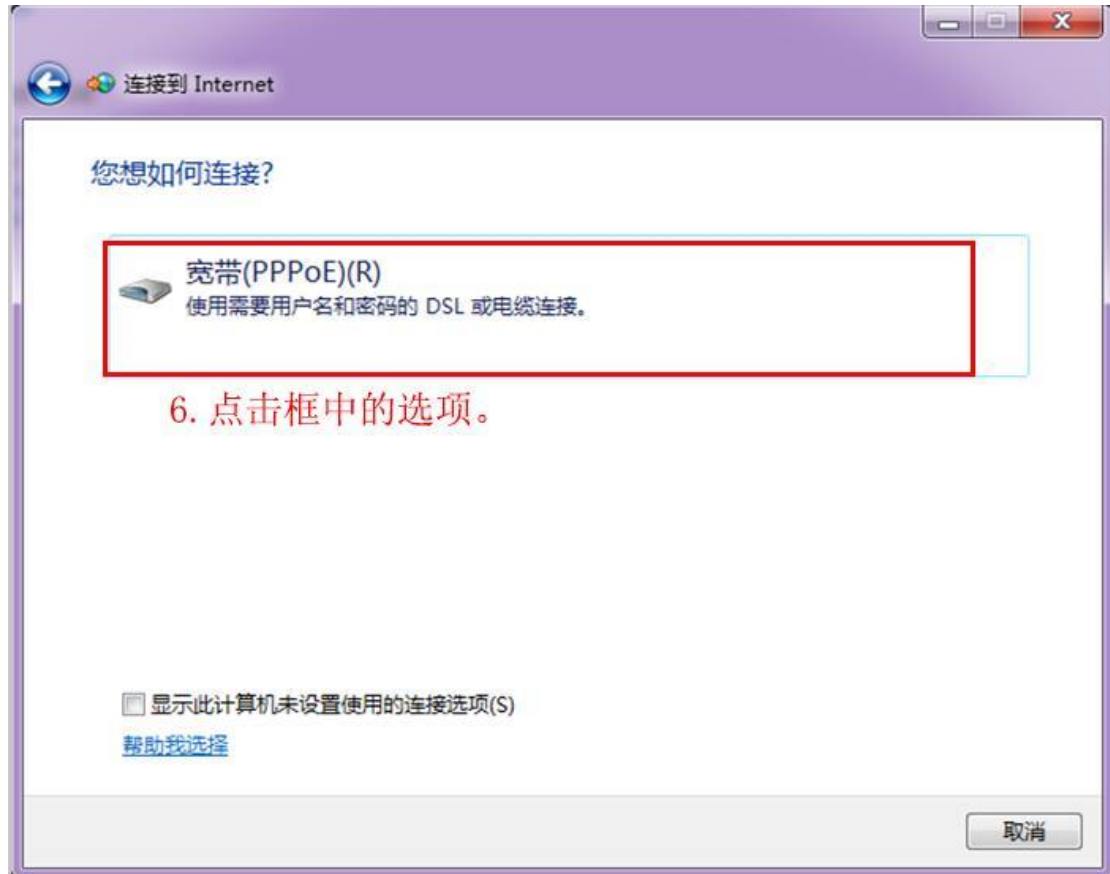 连接到 Internet
您想如何连接?
宽带(PPPoE)(R)
使用需要用户名和密码的 DSL 或电缆连接。
6. 点击框中的选项。
显示此计算机未设置使用的连接选项(S)
帮助我选择
取消